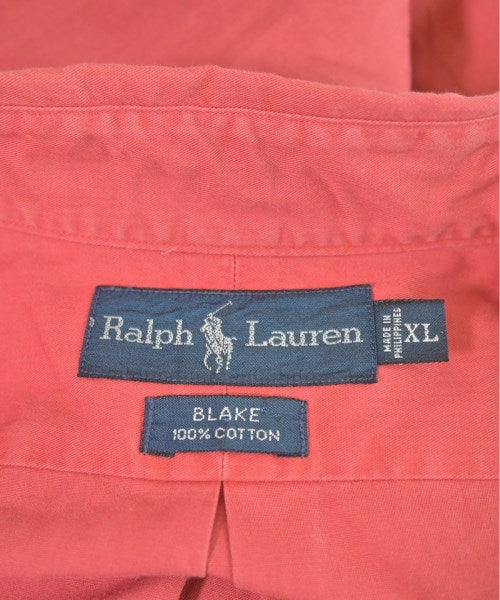 Ralph Lauren
MADE IN
PHILIPPINES
XL
BLAKE
100% COTTON